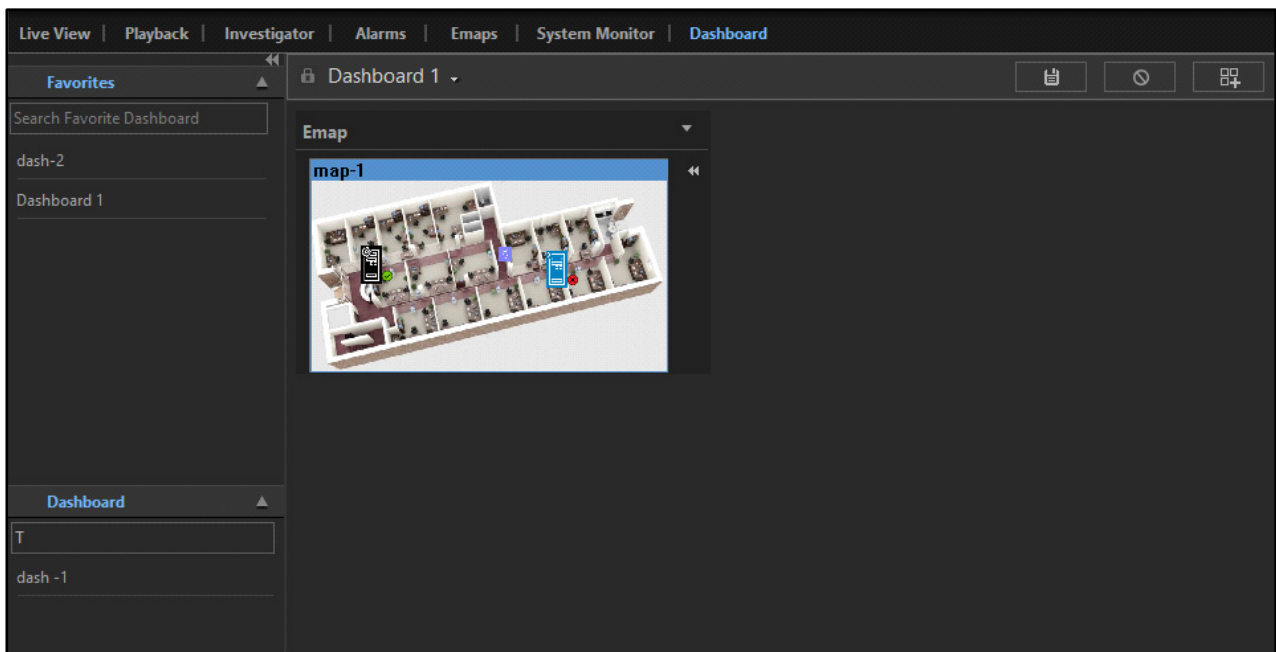 Live View | Playback | Investigator | Alarms | Emaps | System Monitor | Dashboard
Favorites
Search Favorite Dashboard
dash-2
Dashboard 1
Dashboard
T
dash -1
Dashboard 1
Emap
map-1